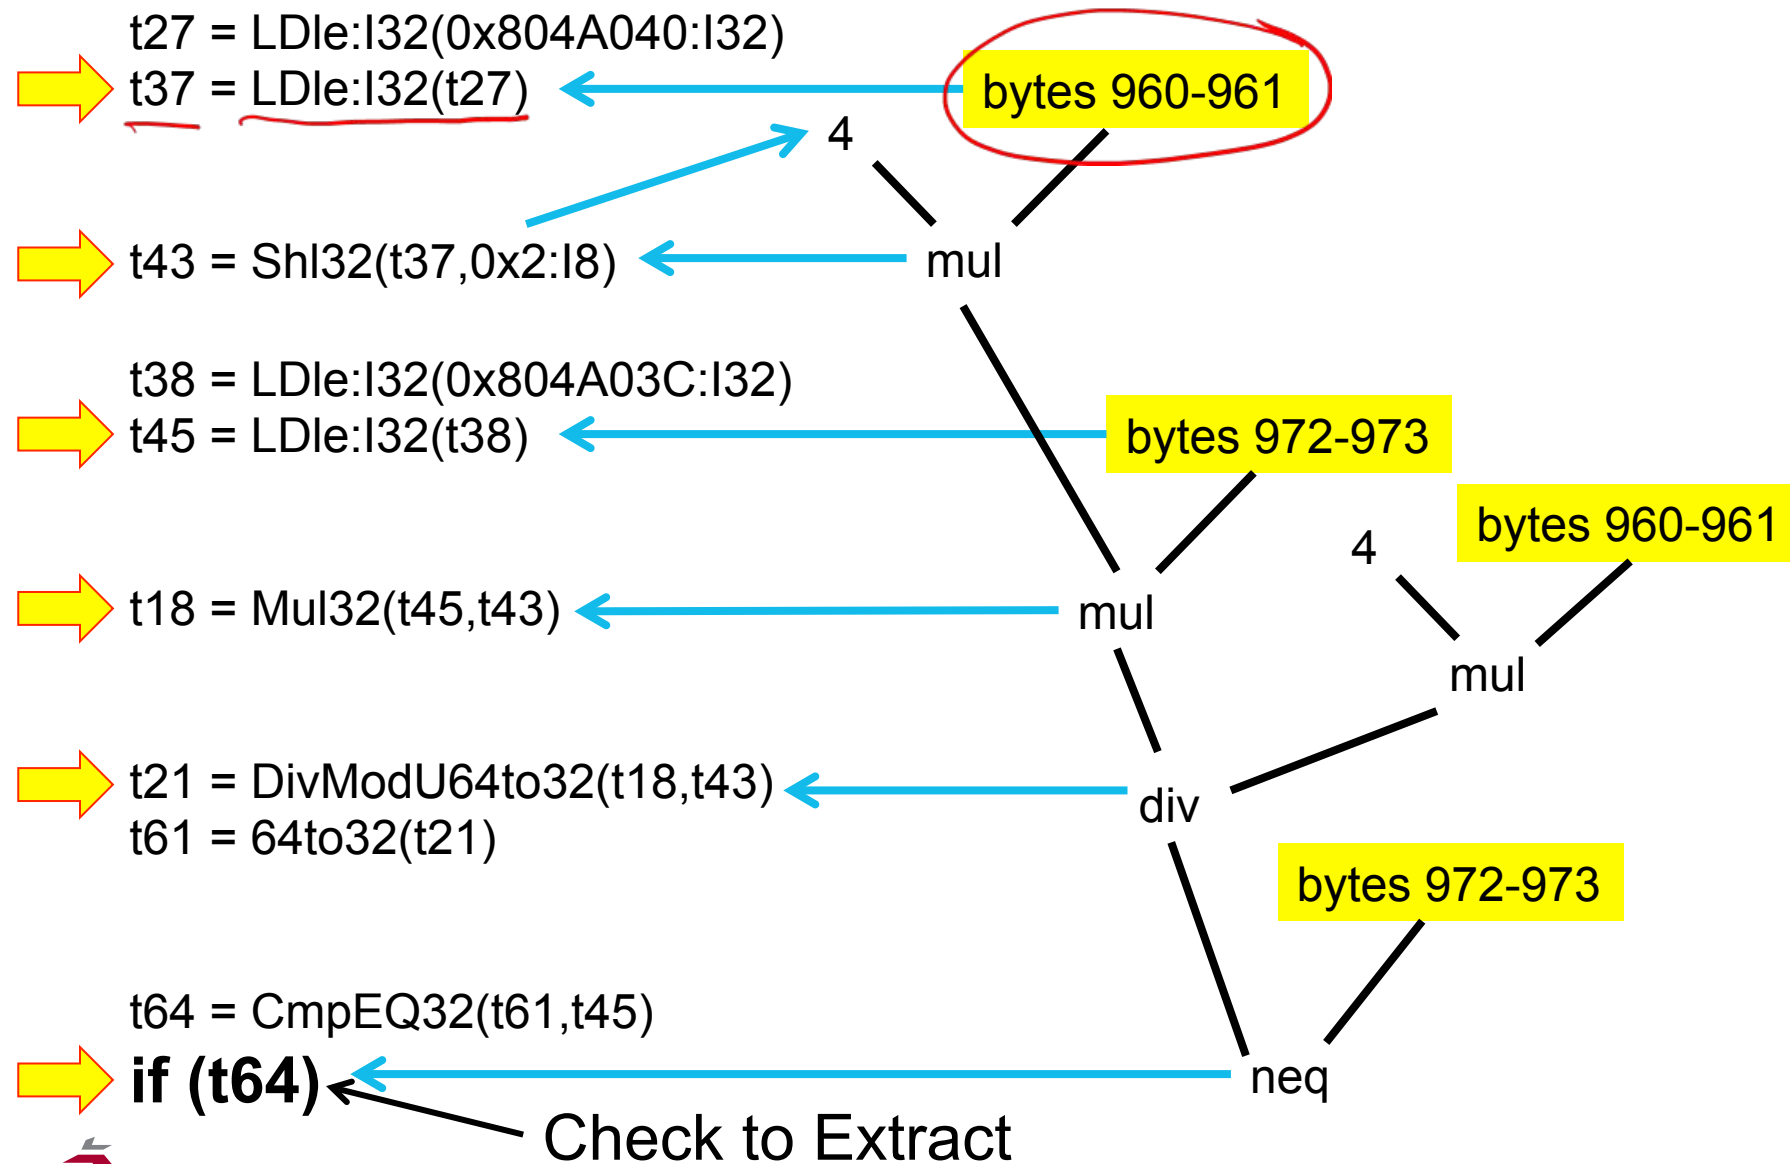 t27 = LDle:I32(0x804A040:I32)
t37 = LDle:I32(t27)
bytes 960-961
4
t43 = Shl32(t37,0x2:I8)
mul
t38 = LDle:I32(0x804A03C:I32)
t45 = LDle:I32(t38)
bytes 972-973
bytes 960-961
4
t18 = Mul32(t45,t43)
mul
mul
t21 = DivModU64to32(t18,t43)
div
t61 = 64to32(t21)
bytes 972-973
t64 = CmpEQ32(t61,t45)
if (t64)
neq
Check to Extract